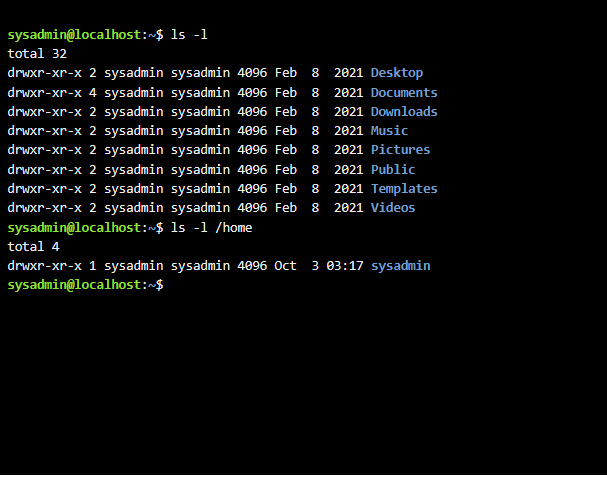 sysadmin@localhost:~$ ls -l
total 32
drwxr-xr-x 2 sysadmin sysadmin 4096 Feb  8  2021 Desktop
drwxr-xr-x 4 sysadmin sysadmin 4096 Feb  8  2021 Documents
drwxr-xr-x 2 sysadmin sysadmin 4096 Feb  8  2021 Downloads
drwxr-xr-x 2 sysadmin sysadmin 4096 Feb  8  2021 Music
drwxr-xr-x 2 sysadmin sysadmin 4096 Feb  8  2021 Pictures
drwxr-xr-x 2 sysadmin sysadmin 4096 Feb  8  2021 Public
drwxr-xr-x 2 sysadmin sysadmin 4096 Feb  8  2021 Templates
drwxr-xr-x 2 sysadmin sysadmin 4096 Feb  8  2021 Videos
sysadmin@localhost:~$ ls -l /home
total 4
drwxr-xr-x 1 sysadmin sysadmin 4096 Oct  3 03:17 sysadmin
sysadmin@localhost:~$